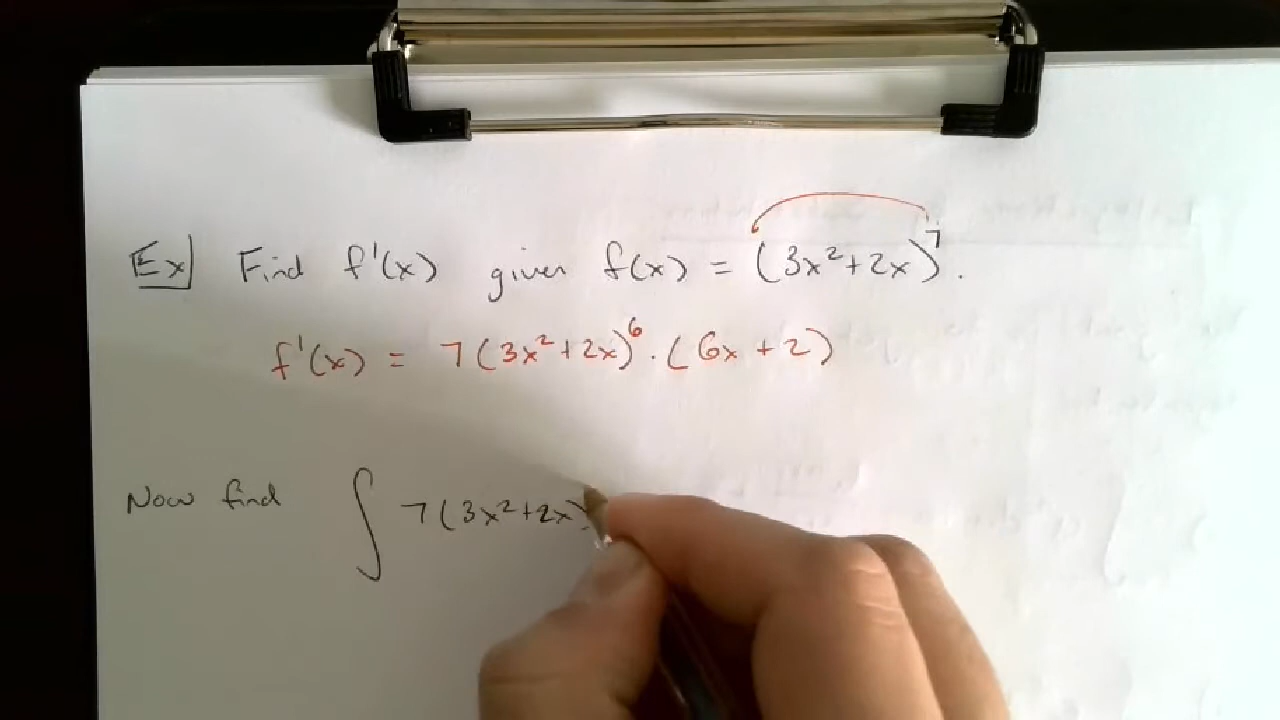 Ex Find f'(x) given f(x) = (3x²+2x)⁷.
f'(x) = 7(3x²+2x)⁶·(6x+2)
Now find ∫ 7(3x²+2x)